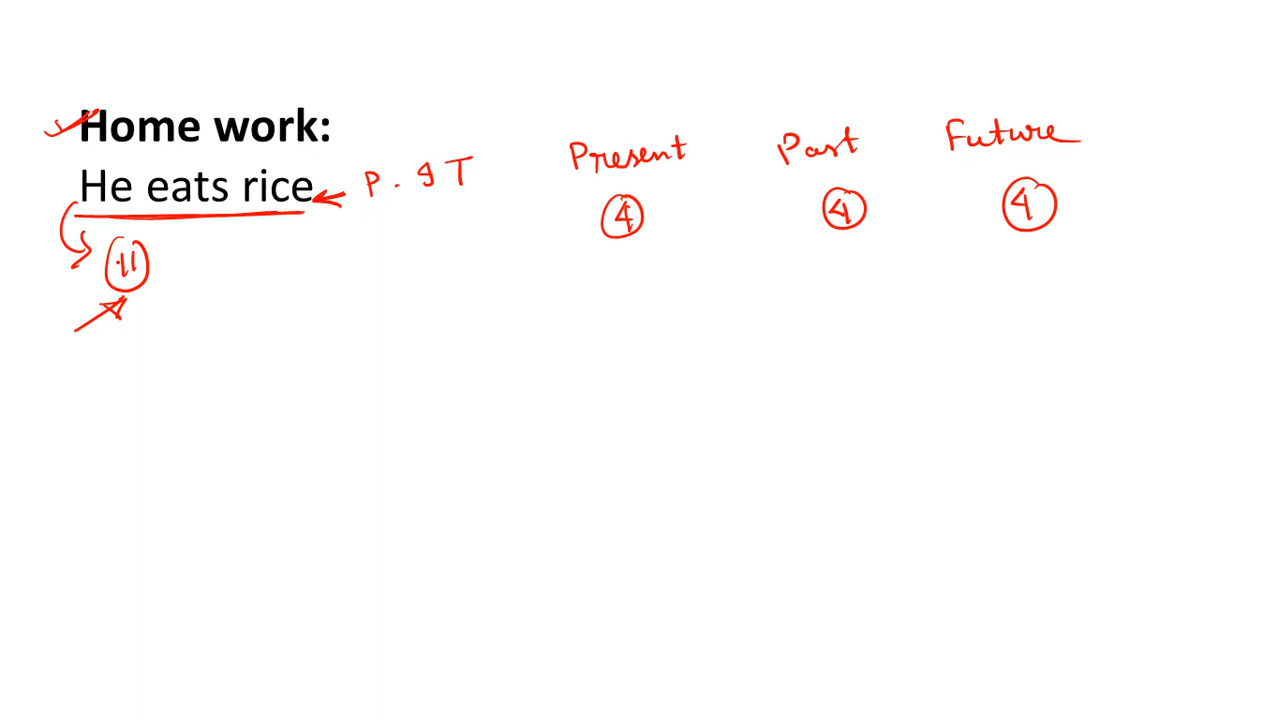 Home work:
He eats rice
P. I T
11
Present
4
Past
4
Future
4